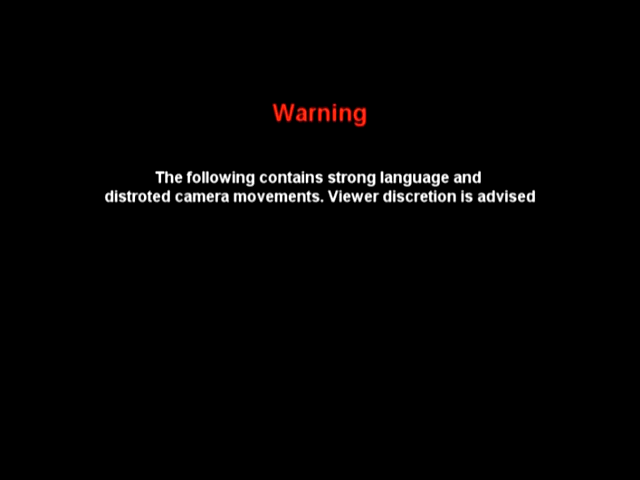 Warning
The following contains strong language and
distroted camera movements. Viewer discretion is advised